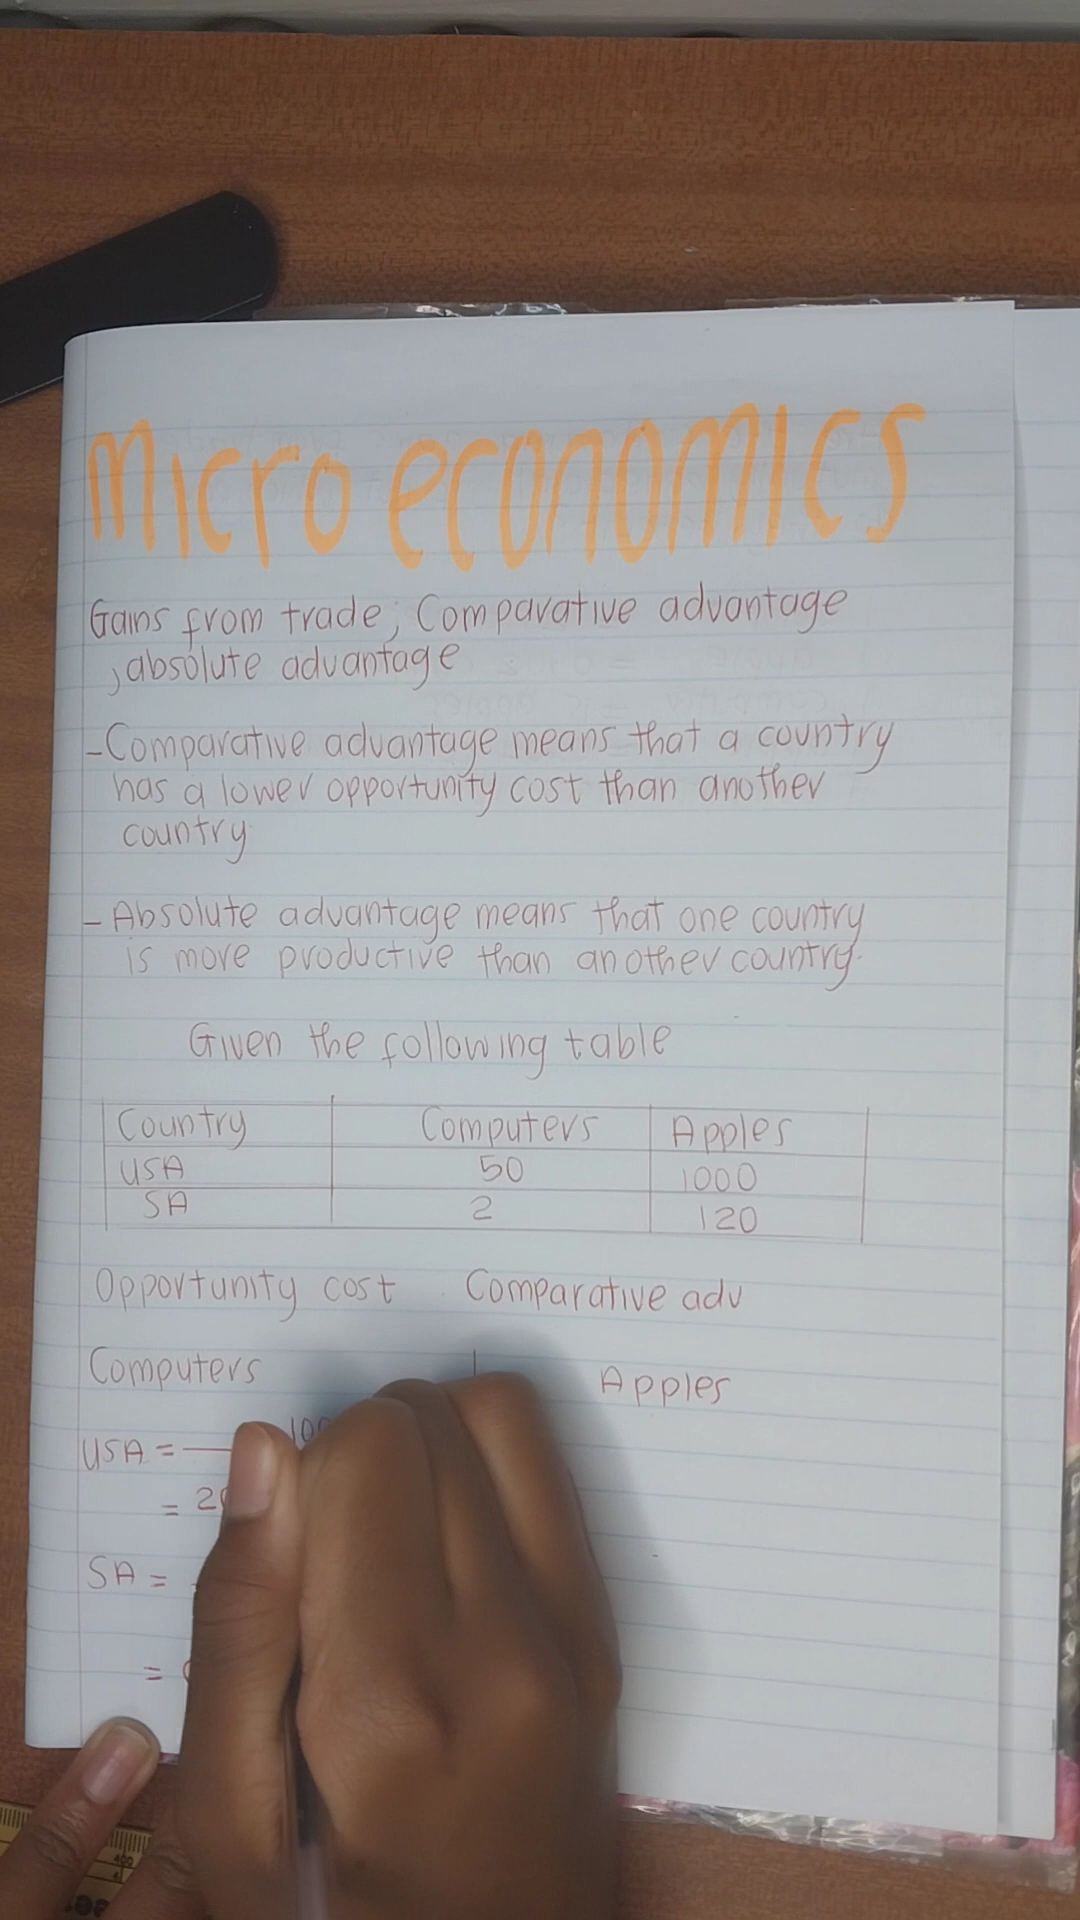 Microeconomics
Gains from trade, Comparative advantage
, absolute advantage
- Comparative advantage means that a country
has a lower opportunity cost than another
country
- Absolute advantage means that one country
is more productive than another country.
Given the following table
Country Computers Apples
USA 50 1000
SA 2 120
Opportunity cost Comparative adv
Computers Apples
USA =
=
SA =
=